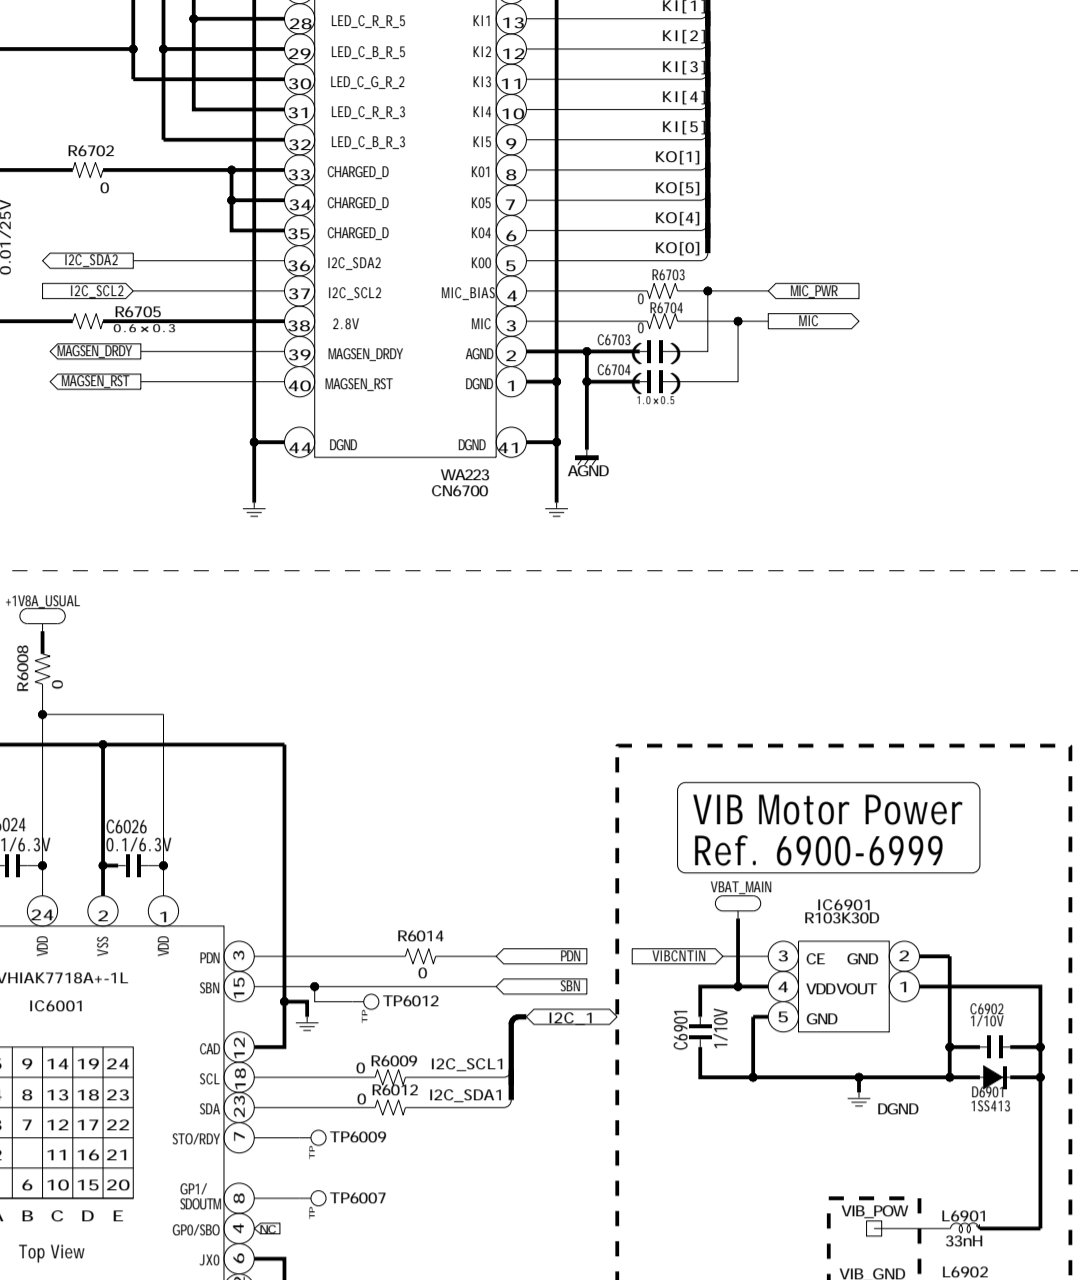 KI[1]
28 LED_C_R_R_5 KI1 13
KI[2]
29 LED_C_B_R_5 KI2 12
KI[3]
30 LED_C_G_R_2 KI3 11
KI[4]
31 LED_C_R_R_3 KI4 10
KI[5]
32 LED_C_B_R_3 KI5 9
R6702
0
KO[1]
33 CHARGED_D KO1 8
KO[5]
34 CHARGED_D KO5 7
KO[4]
35 CHARGED_D KO4 6
0.01/25V
KO[0]
I2C_SDA2 36 I2C_SDA2 KO0 5
R6703
0
I2C_SCL2 37 I2C_SCL2 MIC_BIAS 4 MIC_PWR
R6705
0.6×0.3
R6704
0
38 2.8V MIC 3 MIC
C6703
MAGSEN_DRDY 39 MAGSEN_DRDY AGND 2
C6704
1.0×0.5
MAGSEN_RST 40 MAGSEN_RST DGND 1
44 DGND DGND 41
AGND
WA223
CN6700
+1V8A_USUAL
R6008
0
6024
1/6.3V
C6026
0.1/6.3V
24 2 1
VDD VSS VDD
VHIAK7718A+-1L
IC6001
PDN 3
R6014
0
PDN
SBN 15
SBN
TP TP6012
I2C_1
CAD 12
SCL 18
0 R6009 I2C_SCL1
SDA 23
0 R6012 I2C_SDA1
STO/RDY 7
TP TP6009
GP1/
SDOUTM 8
TP TP6007
GP0/SBO 4 NC
JX0 6
9 14 19 24
8 13 18 23
7 12 17 22
11 16 21
6 10 15 20
A B C D E
Top View
VIB Motor Power
Ref. 6900-6999
VBAT_MAIN
IC6901
R103K30D
VIBCNTIN 3 CE GND 2
4 VDD VOUT 1
5 GND
C6901
1/10V
C6902
1/10V
D6901
1SS413
DGND
VIB_POW
L6901
33nH
VIB_GND
L6902